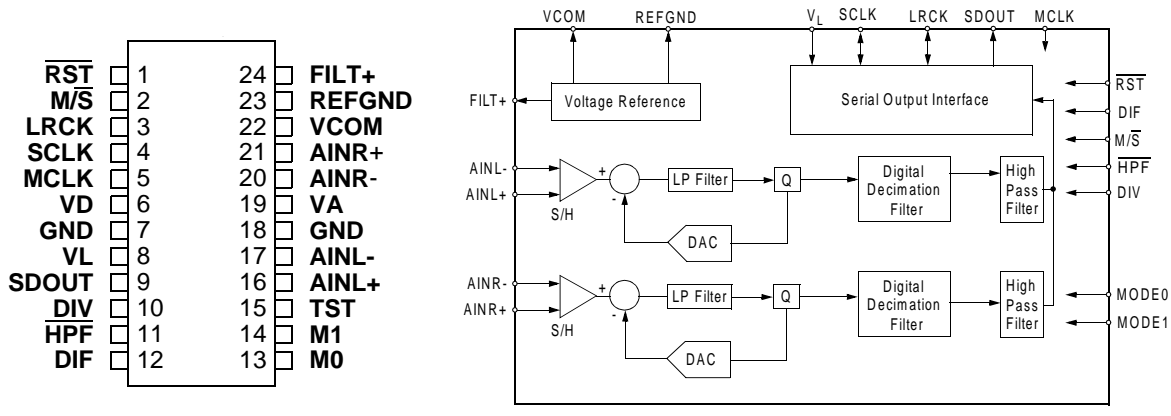 RST 1 24 FILT+
M/S 2 23 REFGND
LRCK 3 22 VCOM
SCLK 4 21 AINR+
MCLK 5 20 AINR-
VD 6 19 VA
GND 7 18 GND
VL 8 17 AINL-
SDOUT 9 16 AINL+
DIV 10 15 TST
HPF 11 14 M1
DIF 12 13 M0
VCOM REFGND VL SCLK LRCK SDOUT MCLK
FILT+ Voltage Reference Serial Output Interface
RST
DIF
M/S
HPF
DIV
AINL-
AINL+
S/H
+
-
LP Filter
Q
DAC
Digital
Decimation
Filter
High
Pass
Filter
AINR-
AINR+
S/H
+
-
LP Filter
Q
DAC
Digital
Decimation
Filter
High
Pass
Filter
MODE0
MODE1